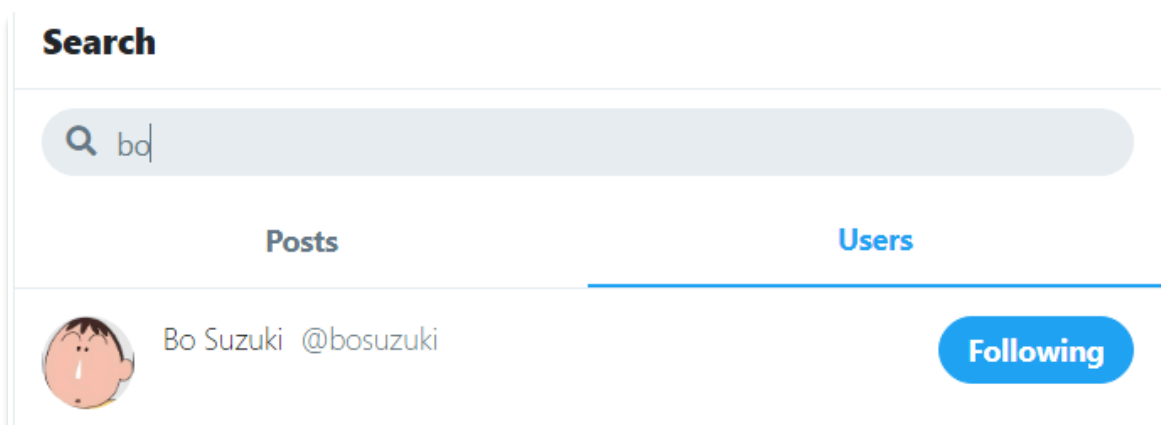 Search
bo
Posts Users
Bo Suzuki @bosuzuki
Following